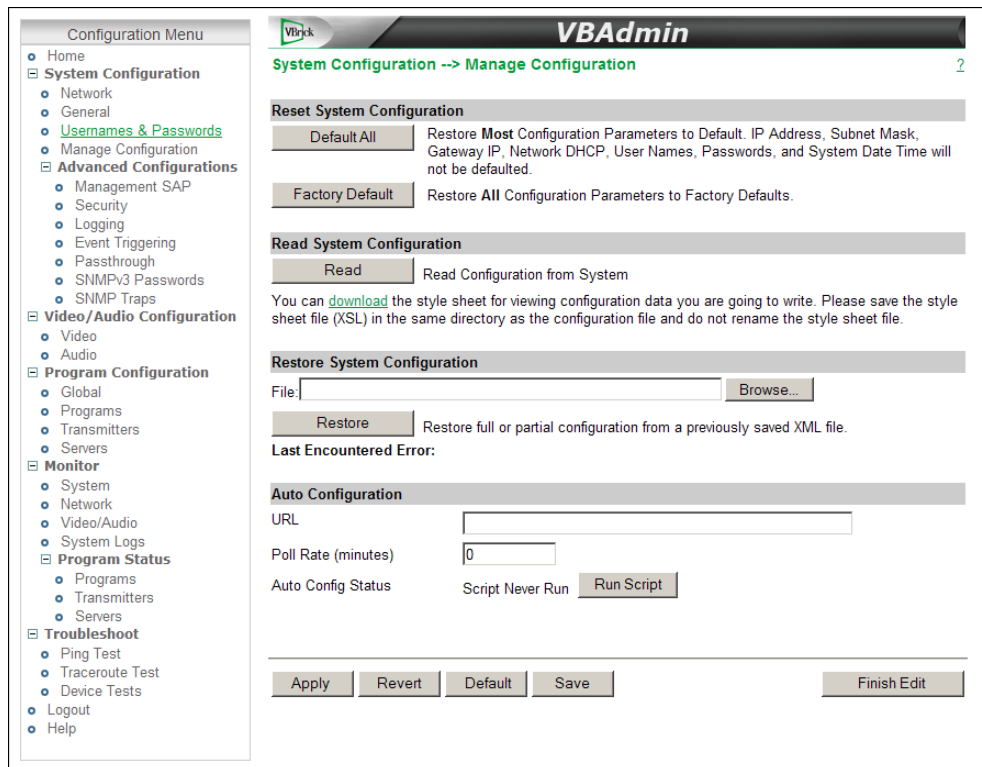 Configuration Menu
Home
System Configuration
Network
General
Usernames & Passwords
Manage Configuration
Advanced Configurations
Management SAP
Security
Logging
Event Triggering
Passthrough
SNMPv3 Passwords
SNMP Traps
Video/Audio Configuration
Video
Audio
Program Configuration
Global
Programs
Transmitters
Servers
Monitor
System
Network
Video/Audio
System Logs
Program Status
Programs
Transmitters
Servers
Troubleshoot
Ping Test
Traceroute Test
Device Tests
Logout
Help
VBrick
VBAdmin
System Configuration --> Manage Configuration ?
Reset System Configuration
Default All
Restore Most Configuration Parameters to Default. IP Address, Subnet Mask,
Gateway IP, Network DHCP, User Names, Passwords, and System Date Time will
not be defaulted.
Factory Default Restore All Configuration Parameters to Factory Defaults.
Read System Configuration
Read Read Configuration from System
You can download the style sheet for viewing configuration data you are going to write. Please save the style
sheet file (XSL) in the same directory as the configuration file and do not rename the style sheet file.
Restore System Configuration
File: Browse...
Restore Restore full or partial configuration from a previously saved XML file.
Last Encountered Error:
Auto Configuration
URL
Poll Rate (minutes) 0
Auto Config Status Script Never Run Run Script
Apply Revert Default Save Finish Edit